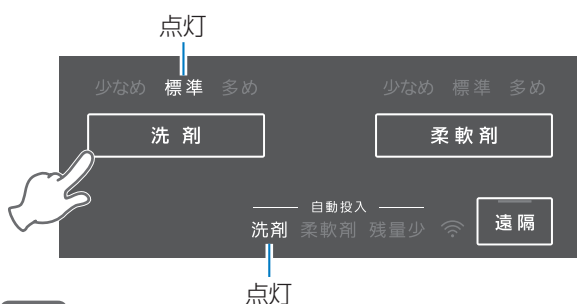 点灯
少なめ 標準 多め 少なめ 標準 多め
洗剤 柔軟剤
自動投入
洗剤 柔軟剤 残量少 遠隔
点灯